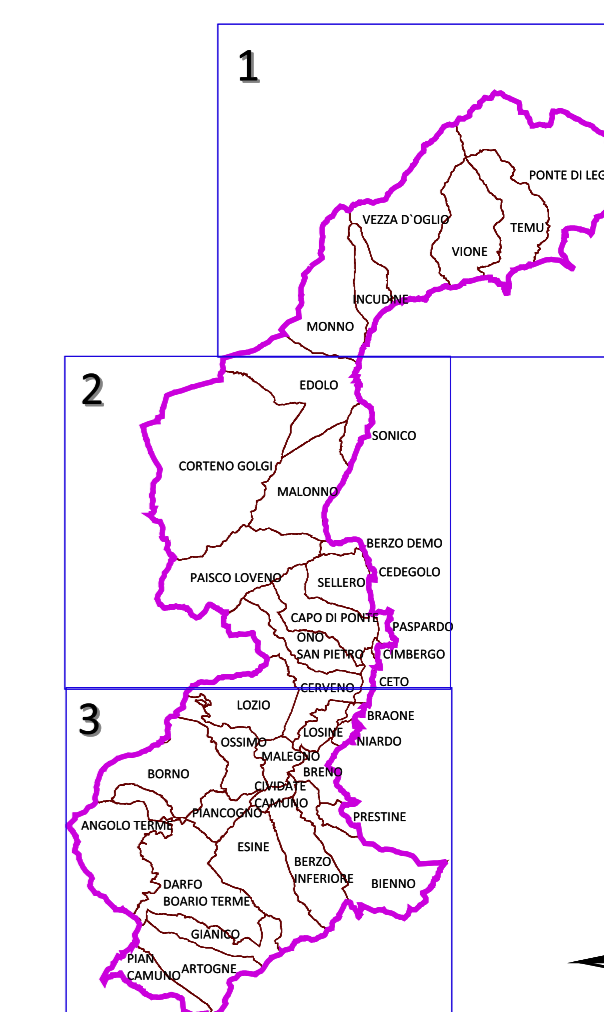 1
PONTE DI LEG
VEZZA D`OGLIO
TEMU'
VIONE
INCUDINE
MONNO
2
EDOLO
SONICO
CORTENO GOLGI
MALONNO
BERZO DEMO
CEDEGOLO
PAISCO LOVENO
SELLERO
CAPO DI PONTE
PASPARDO
ONO
SAN PIETRO
CIMBERGO
CETO
CERVENO
3
LOZIO
BRAONE
LOSINE
OSSIMO
NIARDO
MALEGNO
BORNO
BRENO
CIVIDATE
CAMUNO
PIANCOGNO
PRESTINE
ANGOLO TERME
ESINE
BERZO
INFERIORE
BIENNO
DARFO
BOARIO TERME
GIANICO
PIAN
CAMUNO
ARTOGNE